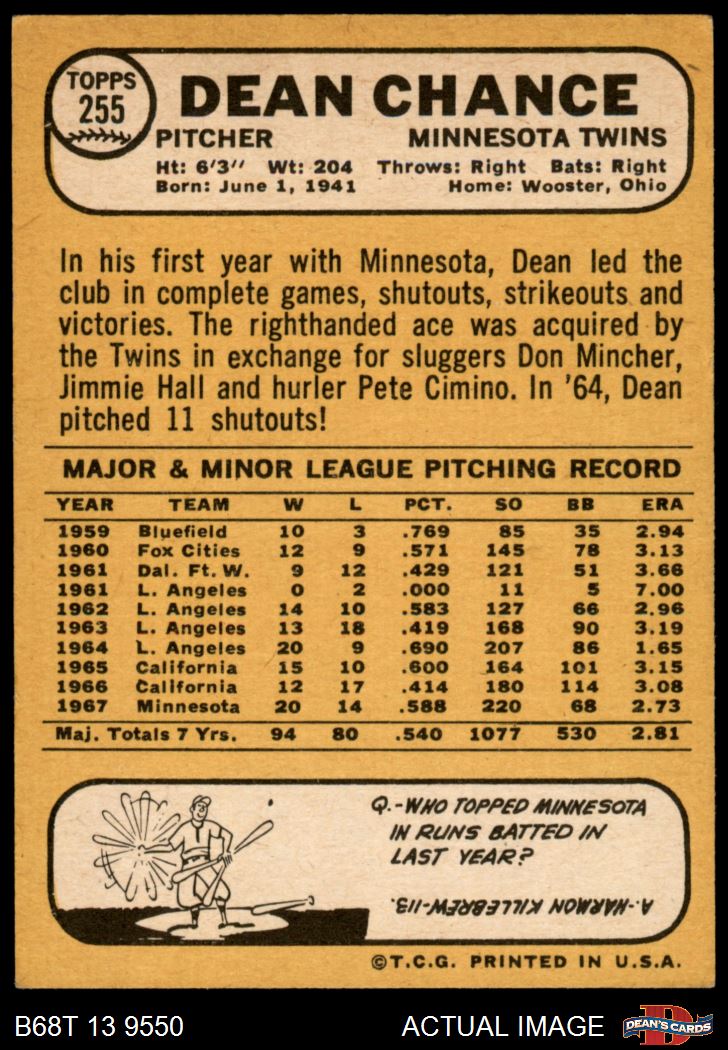 TOPPS
255
DEAN CHANCE
PITCHER MINNESOTA TWINS
Ht: 6'3" Wt: 204 Throws: Right Bats: Right
Born: June 1, 1941 Home: Wooster, Ohio
In his first year with Minnesota, Dean led the
club in complete games, shutouts, strikeouts and
victories. The righthanded ace was acquired by
the Twins in exchange for sluggers Don Mincher,
Jimmie Hall and hurler Pete Cimino. In '64, Dean
pitched 11 shutouts!
MAJOR & MINOR LEAGUE PITCHING RECORD
YEAR TEAM W L PCT. SO BB ERA
1959 Bluefield 10 3 .769 85 35 2.94
1960 Fox Cities 12 9 .571 145 78 3.13
1961 Dal. Ft. W. 9 12 .429 121 51 3.66
1961 L. Angeles 0 2 .000 11 5 7.00
1962 L. Angeles 14 10 .583 127 66 2.96
1963 L. Angeles 13 18 .419 168 90 3.19
1964 L. Angeles 20 9 .690 207 86 1.65
1965 California 15 10 .600 164 101 3.15
1966 California 12 17 .414 180 114 3.08
1967 Minnesota 20 14 .588 220 68 2.73
Maj. Totals 7 Yrs. 94 80 .540 1077 530 2.81
Q.-WHO TOPPED MINNESOTA
IN RUNS BATTED IN
LAST YEAR?
A.-HARMON KILLEBREW-113.
©T.C.G. PRINTED IN U.S.A.
B68T 13 9550 ACTUAL IMAGE
D
DEAN'S CARDS